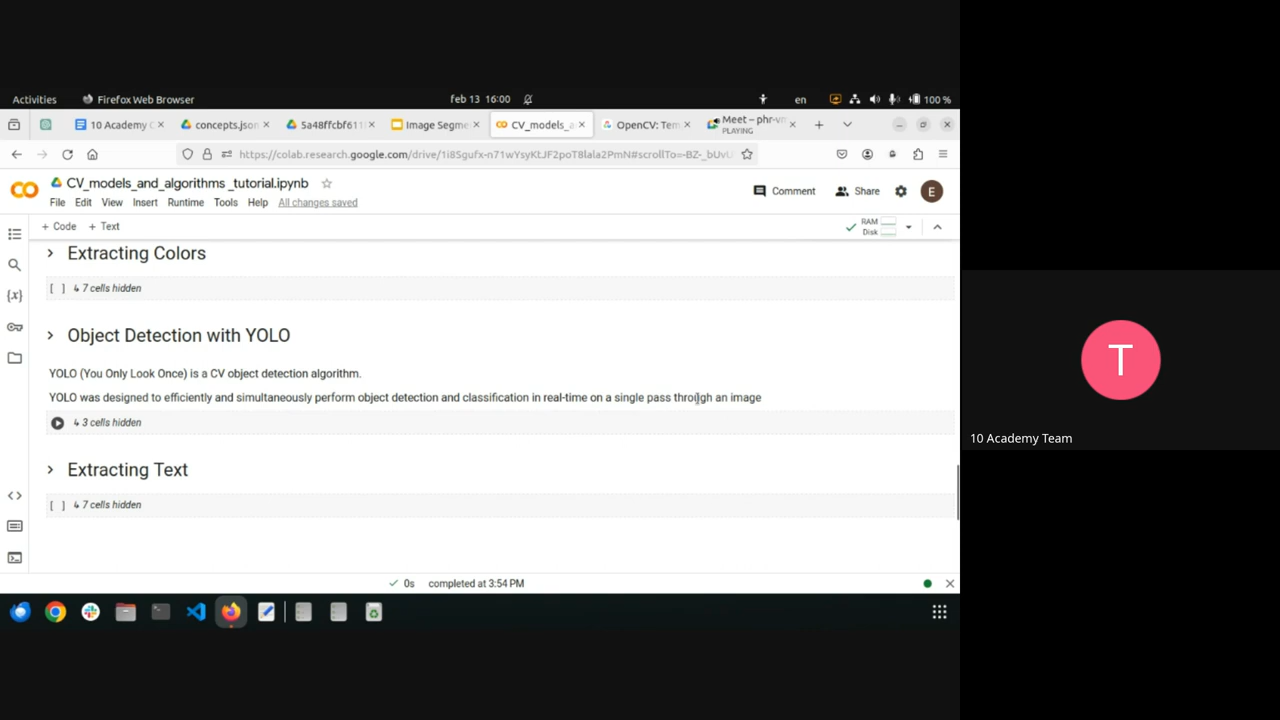 Activities Firefox Web Browser feb 13 16:00 en 100 %
10 Academy C concepts.json 5a48ffcbf611 Image Segme CV_models_a OpenCV: Tem Meet – phr-vm
PLAYING
https://colab.research.google.com/drive/1i8Sgufx-n71wYsyKtJF2poT8lala2PmN#scrollTo=-BZ-_bUvU
CO CV_models_and_algorithms _tutorial.ipynb Comment Share E
File Edit View Insert Runtime Tools Help All changes saved
+ Code + Text RAM
Disk
Extracting Colors
[ ] ↳ 7 cells hidden
Object Detection with YOLO
YOLO (You Only Look Once) is a CV object detection algorithm.
YOLO was designed to efficiently and simultaneously perform object detection and classification in real-time on a single pass through an image
↳ 3 cells hidden
Extracting Text
[ ] ↳ 7 cells hidden
0s completed at 3:54 PM
T
10 Academy Team